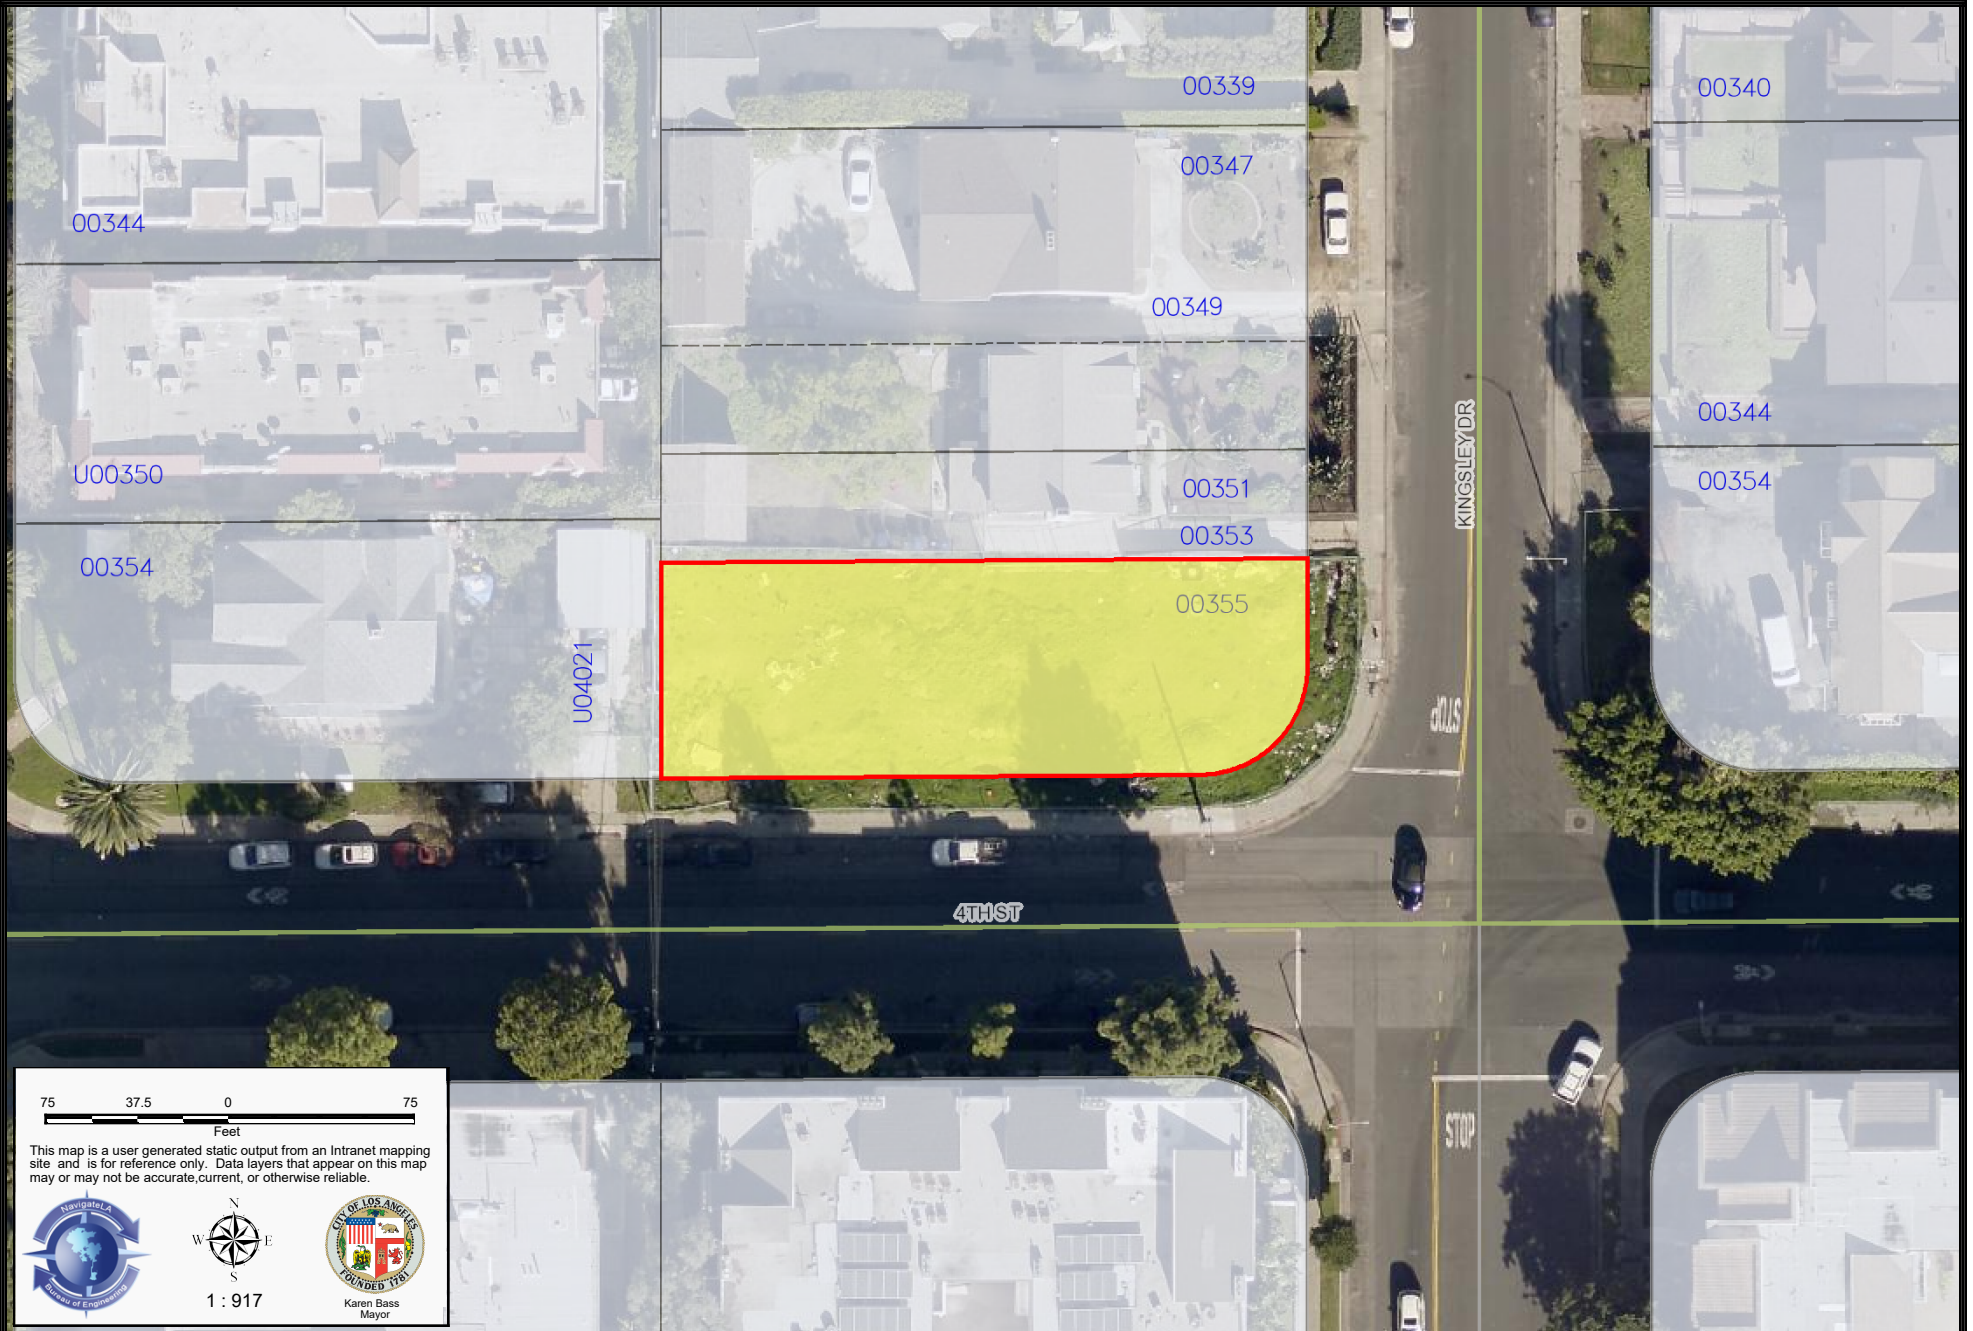 00339
00340
00347
00344
00349
00344
U00350
00351
00354
00353
00354
00355
U04021
KINGSLEY DR
STOP
4TH ST
STOP
75 37.5 0 75
Feet
This map is a user generated static output from an Intranet mapping
site and is for reference only. Data layers that appear on this map
may or may not be accurate,current, or otherwise reliable.
NavigateLA
Bureau of Engineering
N
W E
S
1 : 917
CITY OF LOS ANGELES
FOUNDED 1781
Karen Bass
Mayor